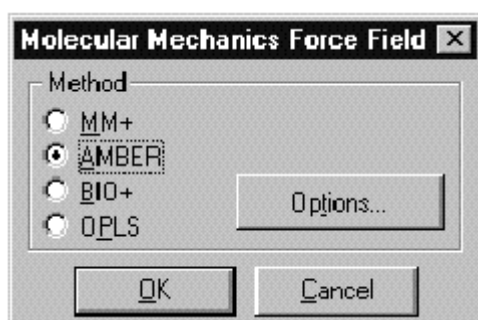 Molecular Mechanics Force Field
Method
MM+
AMBER
BIO+
OPLS
Options...
OK
Cancel